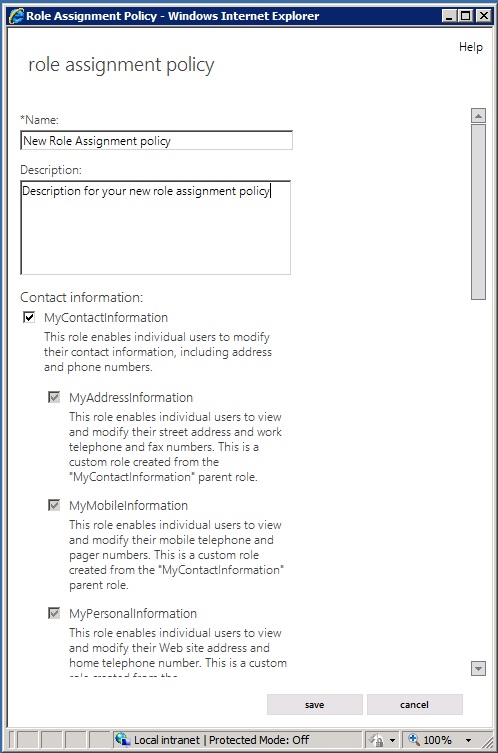 Role Assignment Policy - Windows Internet Explorer
Help
role assignment policy
*Name:
New Role Assignment policy
Description:
Description for your new role assignment policy
Contact information:
MyContactInformation
This role enables individual users to modify
their contact information, including address
and phone numbers.
MyAddressInformation
This role enables individual users to view
and modify their street address and work
telephone and fax numbers. This is a
custom role created from the
"MyContactInformation" parent role.
MyMobileInformation
This role enables individual users to view
and modify their mobile telephone and
pager numbers. This is a custom role
created from the "MyContactInformation"
parent role.
MyPersonalInformation
This role enables individual users to view
and modify their Web site address and
home telephone number. This is a custom
role created from the
save
cancel
Local intranet | Protected Mode: Off
100%